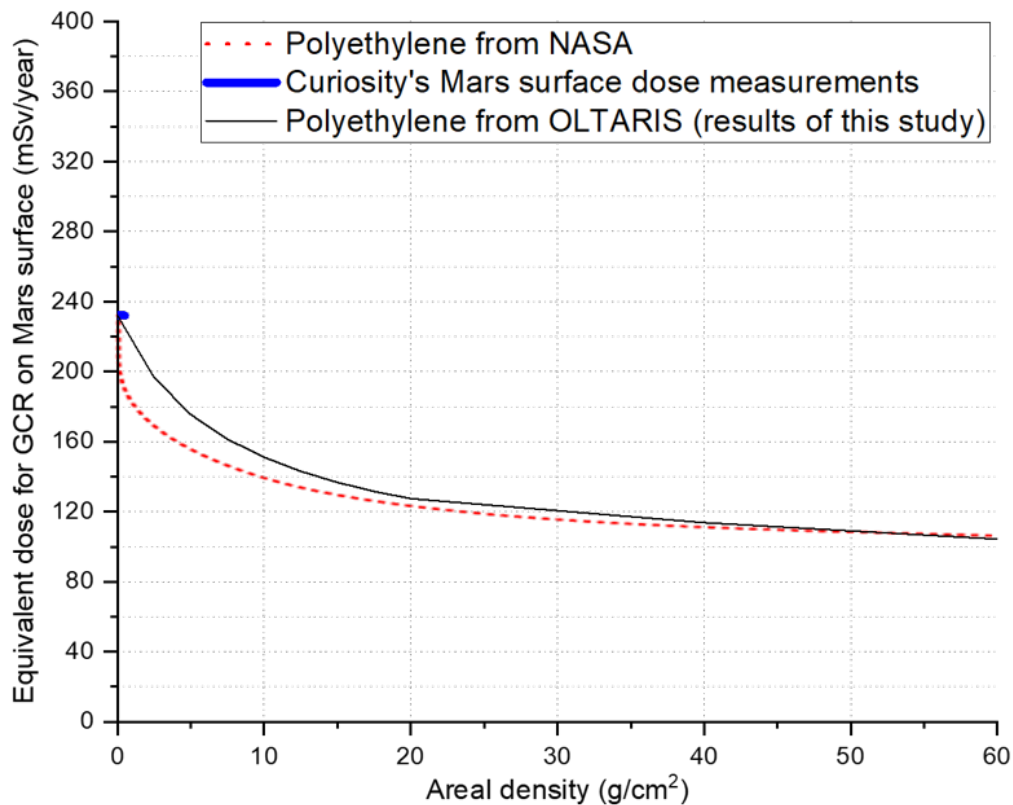 Polyethylene from NASA
Curiosity's Mars surface dose measurements
Polyethylene from OLTARIS (results of this study)
Equivalent dose for GCR on Mars surface (mSv/year)
400
360
320
280
240
200
160
120
80
40
0
0 10 20 30 40 50 60
Areal density (g/cm²)